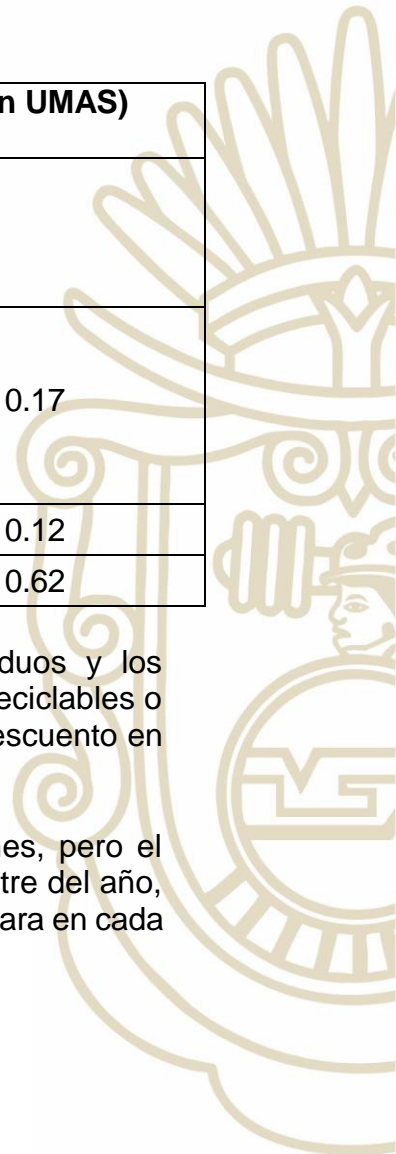 n UMAS)
0.17
0.12
0.62
duos y los
eciclables o
escuento en
nes, pero el
tre del año,
ara en cada